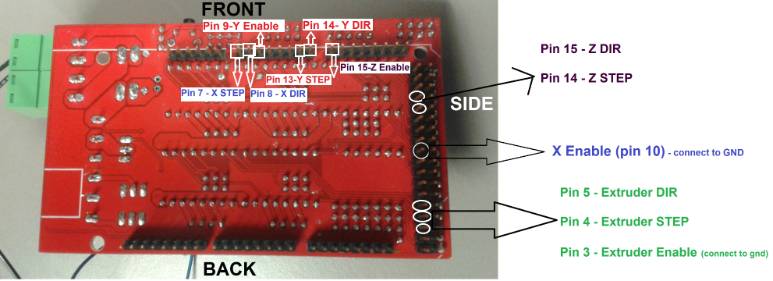 FRONT
Pin 9-Y Enable
Pin 14- Y DIR
Pin 13-Y STEP
Pin 15-Z Enable
Pin 7 - X STEP
Pin 8 - X DIR
SIDE
BACK
Pin 15 - Z DIR
Pin 14 - Z STEP
X Enable (pin 10) - connect to GND
Pin 5 - Extruder DIR
Pin 4 - Extruder STEP
Pin 3 - Extruder Enable (connect to gnd)